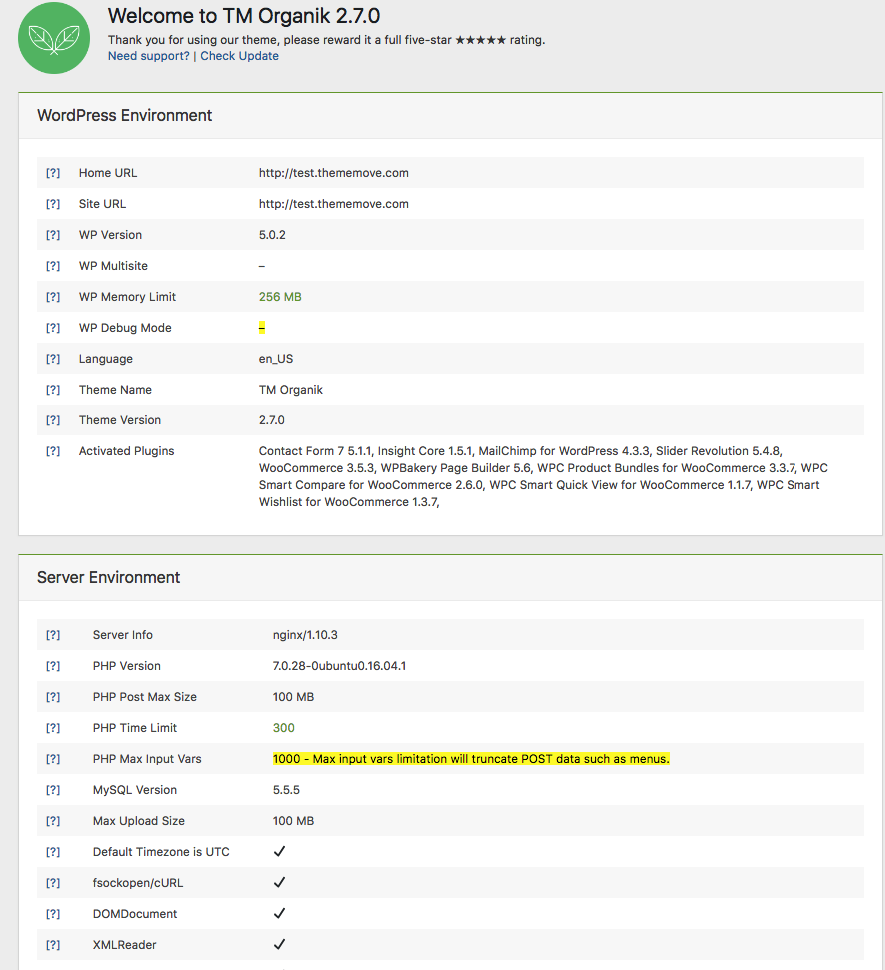 Welcome to TM Organik 2.7.0
Thank you for using our theme, please reward it a full five-star ★★★★★ rating.
Need support? | Check Update
WordPress Environment
[?] Home URL http://test.thememove.com
[?] Site URL http://test.thememove.com
[?] WP Version 5.0.2
[?] WP Multisite –
[?] WP Memory Limit 256 MB
[?] WP Debug Mode –
[?] Language en_US
[?] Theme Name TM Organik
[?] Theme Version 2.7.0
[?] Activated Plugins Contact Form 7 5.1.1, Insight Core 1.5.1, MailChimp for WordPress 4.3.3, Slider Revolution 5.4.8,
WooCommerce 3.5.3, WPBakery Page Builder 5.6, WPC Product Bundles for WooCommerce 3.3.7, WPC
Smart Compare for WooCommerce 2.6.0, WPC Smart Quick View for WooCommerce 1.1.7, WPC Smart
Wishlist for WooCommerce 1.3.7,
Server Environment
[?] Server Info nginx/1.10.3
[?] PHP Version 7.0.28-0ubuntu0.16.04.1
[?] PHP Post Max Size 100 MB
[?] PHP Time Limit 300
[?] PHP Max Input Vars 1000 - Max input vars limitation will truncate POST data such as menus.
[?] MySQL Version 5.5.5
[?] Max Upload Size 100 MB
[?] Default Timezone is UTC ✓
[?] fsockopen/cURL ✓
[?] DOMDocument ✓
[?] XMLReader ✓